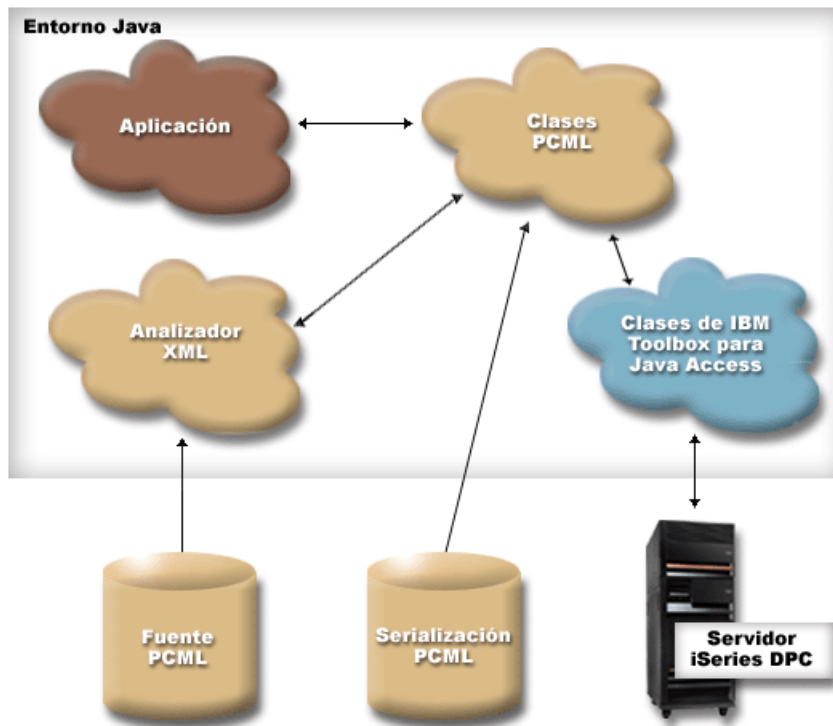 Entorno Java
Aplicación
Clases
PCML
Analizador
XML
Clases de IBM
Toolbox para
Java Access
Fuente
PCML
Serialización
PCML
Servidor
iSeries DPC